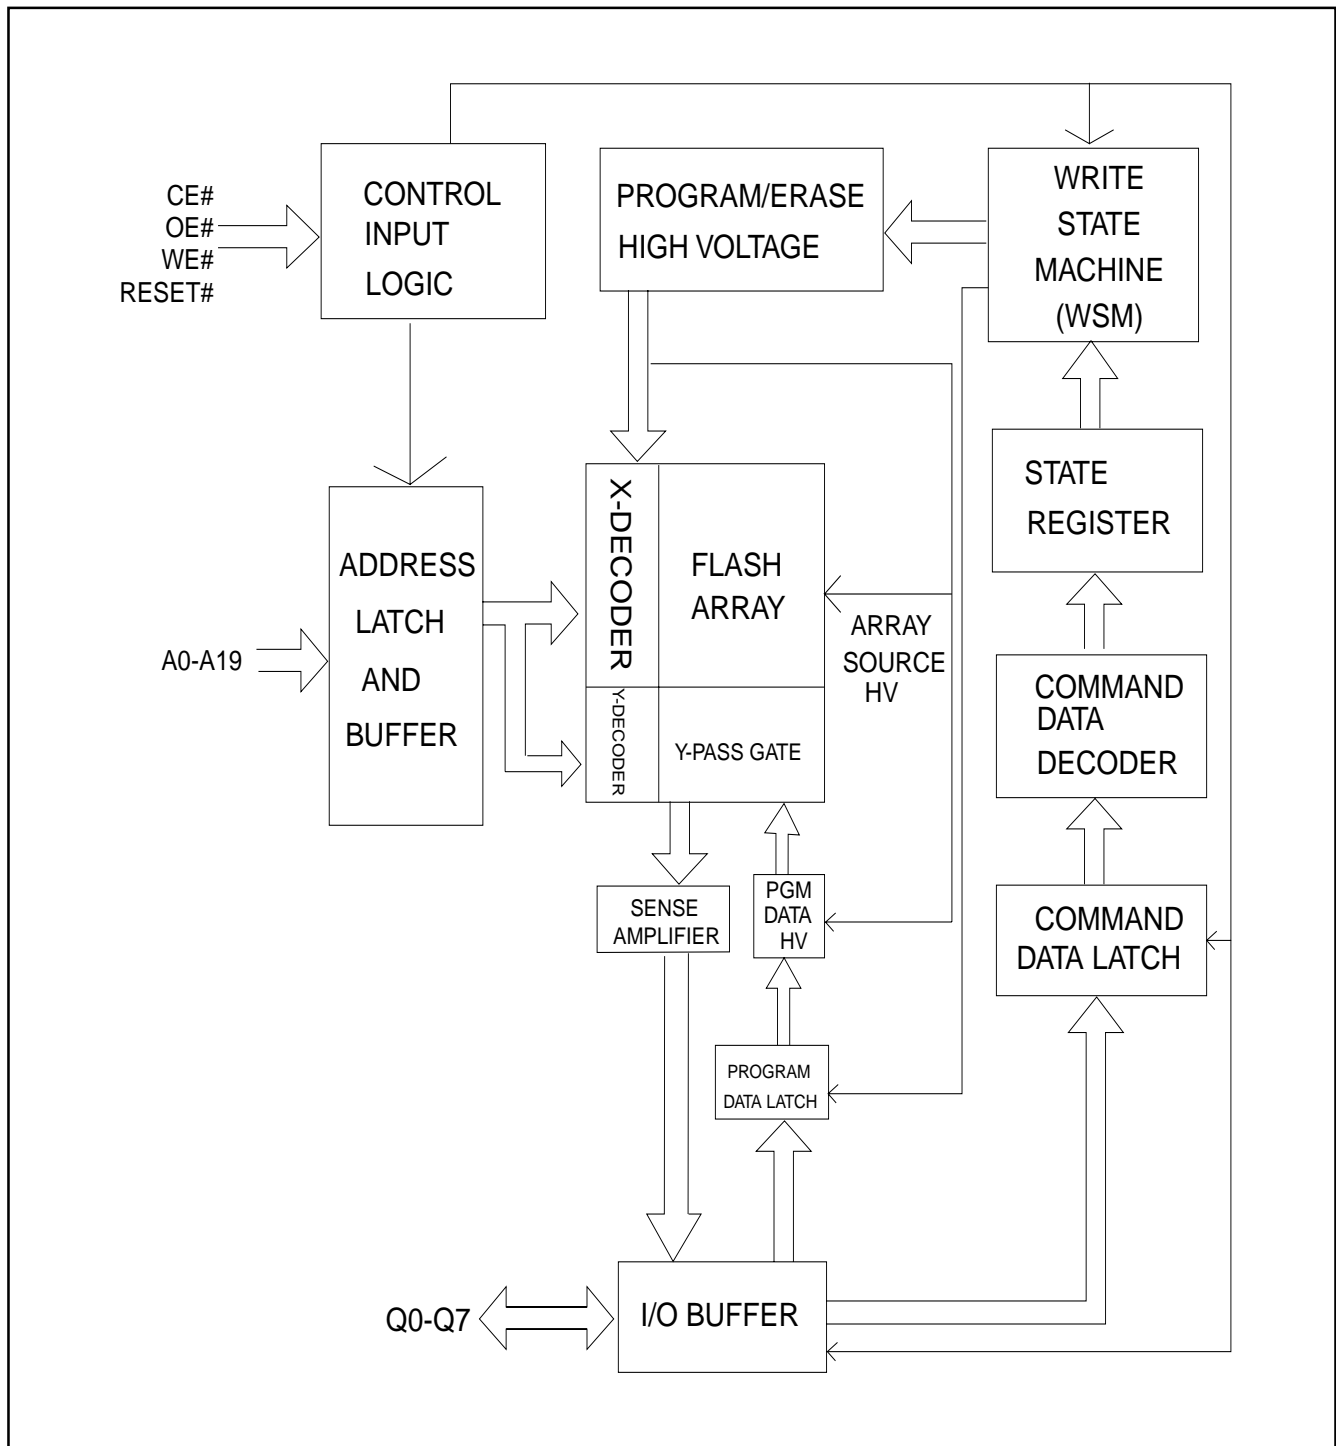 CE#
OE#
WE#
RESET#
CONTROL
INPUT
LOGIC
PROGRAM/ERASE
HIGH VOLTAGE
WRITE
STATE
MACHINE
(WSM)
STATE
REGISTER
A0-A19
ADDRESS
LATCH
AND
BUFFER
X-DECODER
FLASH
ARRAY
Y-DECODER
Y-PASS GATE
ARRAY
SOURCE
HV
COMMAND
DATA
DECODER
SENSE
AMPLIFIER
PGM
DATA
HV
COMMAND
DATA LATCH
PROGRAM
DATA LATCH
Q0-Q7
I/O BUFFER